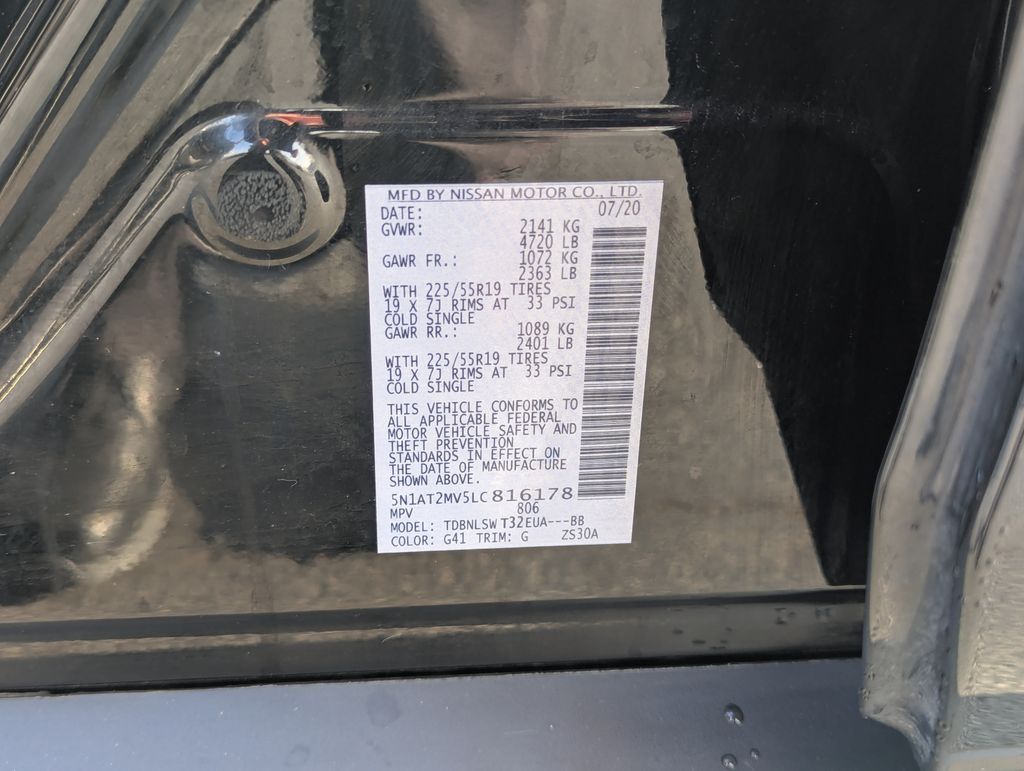 MFD BY NISSAN MOTOR CO., LTD.
DATE: 07/20
GVWR: 2141 KG
4720 LB
GAWR FR.: 1072 KG
2363 LB
WITH 225/55R19 TIRES
19 X 7J RIMS AT 33 PSI
COLD SINGLE
GAWR RR.: 1089 KG
2401 LB
WITH 225/55R19 TIRES
19 X 7J RIMS AT 33 PSI
COLD SINGLE
THIS VEHICLE CONFORMS TO
ALL APPLICABLE FEDERAL
MOTOR VEHICLE SAFETY AND
THEFT PREVENTION
STANDARDS IN EFFECT ON
THE DATE OF MANUFACTURE
SHOWN ABOVE.
5N1AT2MV5LC816178
MPV 806
MODEL: TDBNLSW T32EUA---BB
COLOR: G41 TRIM: G ZS30A